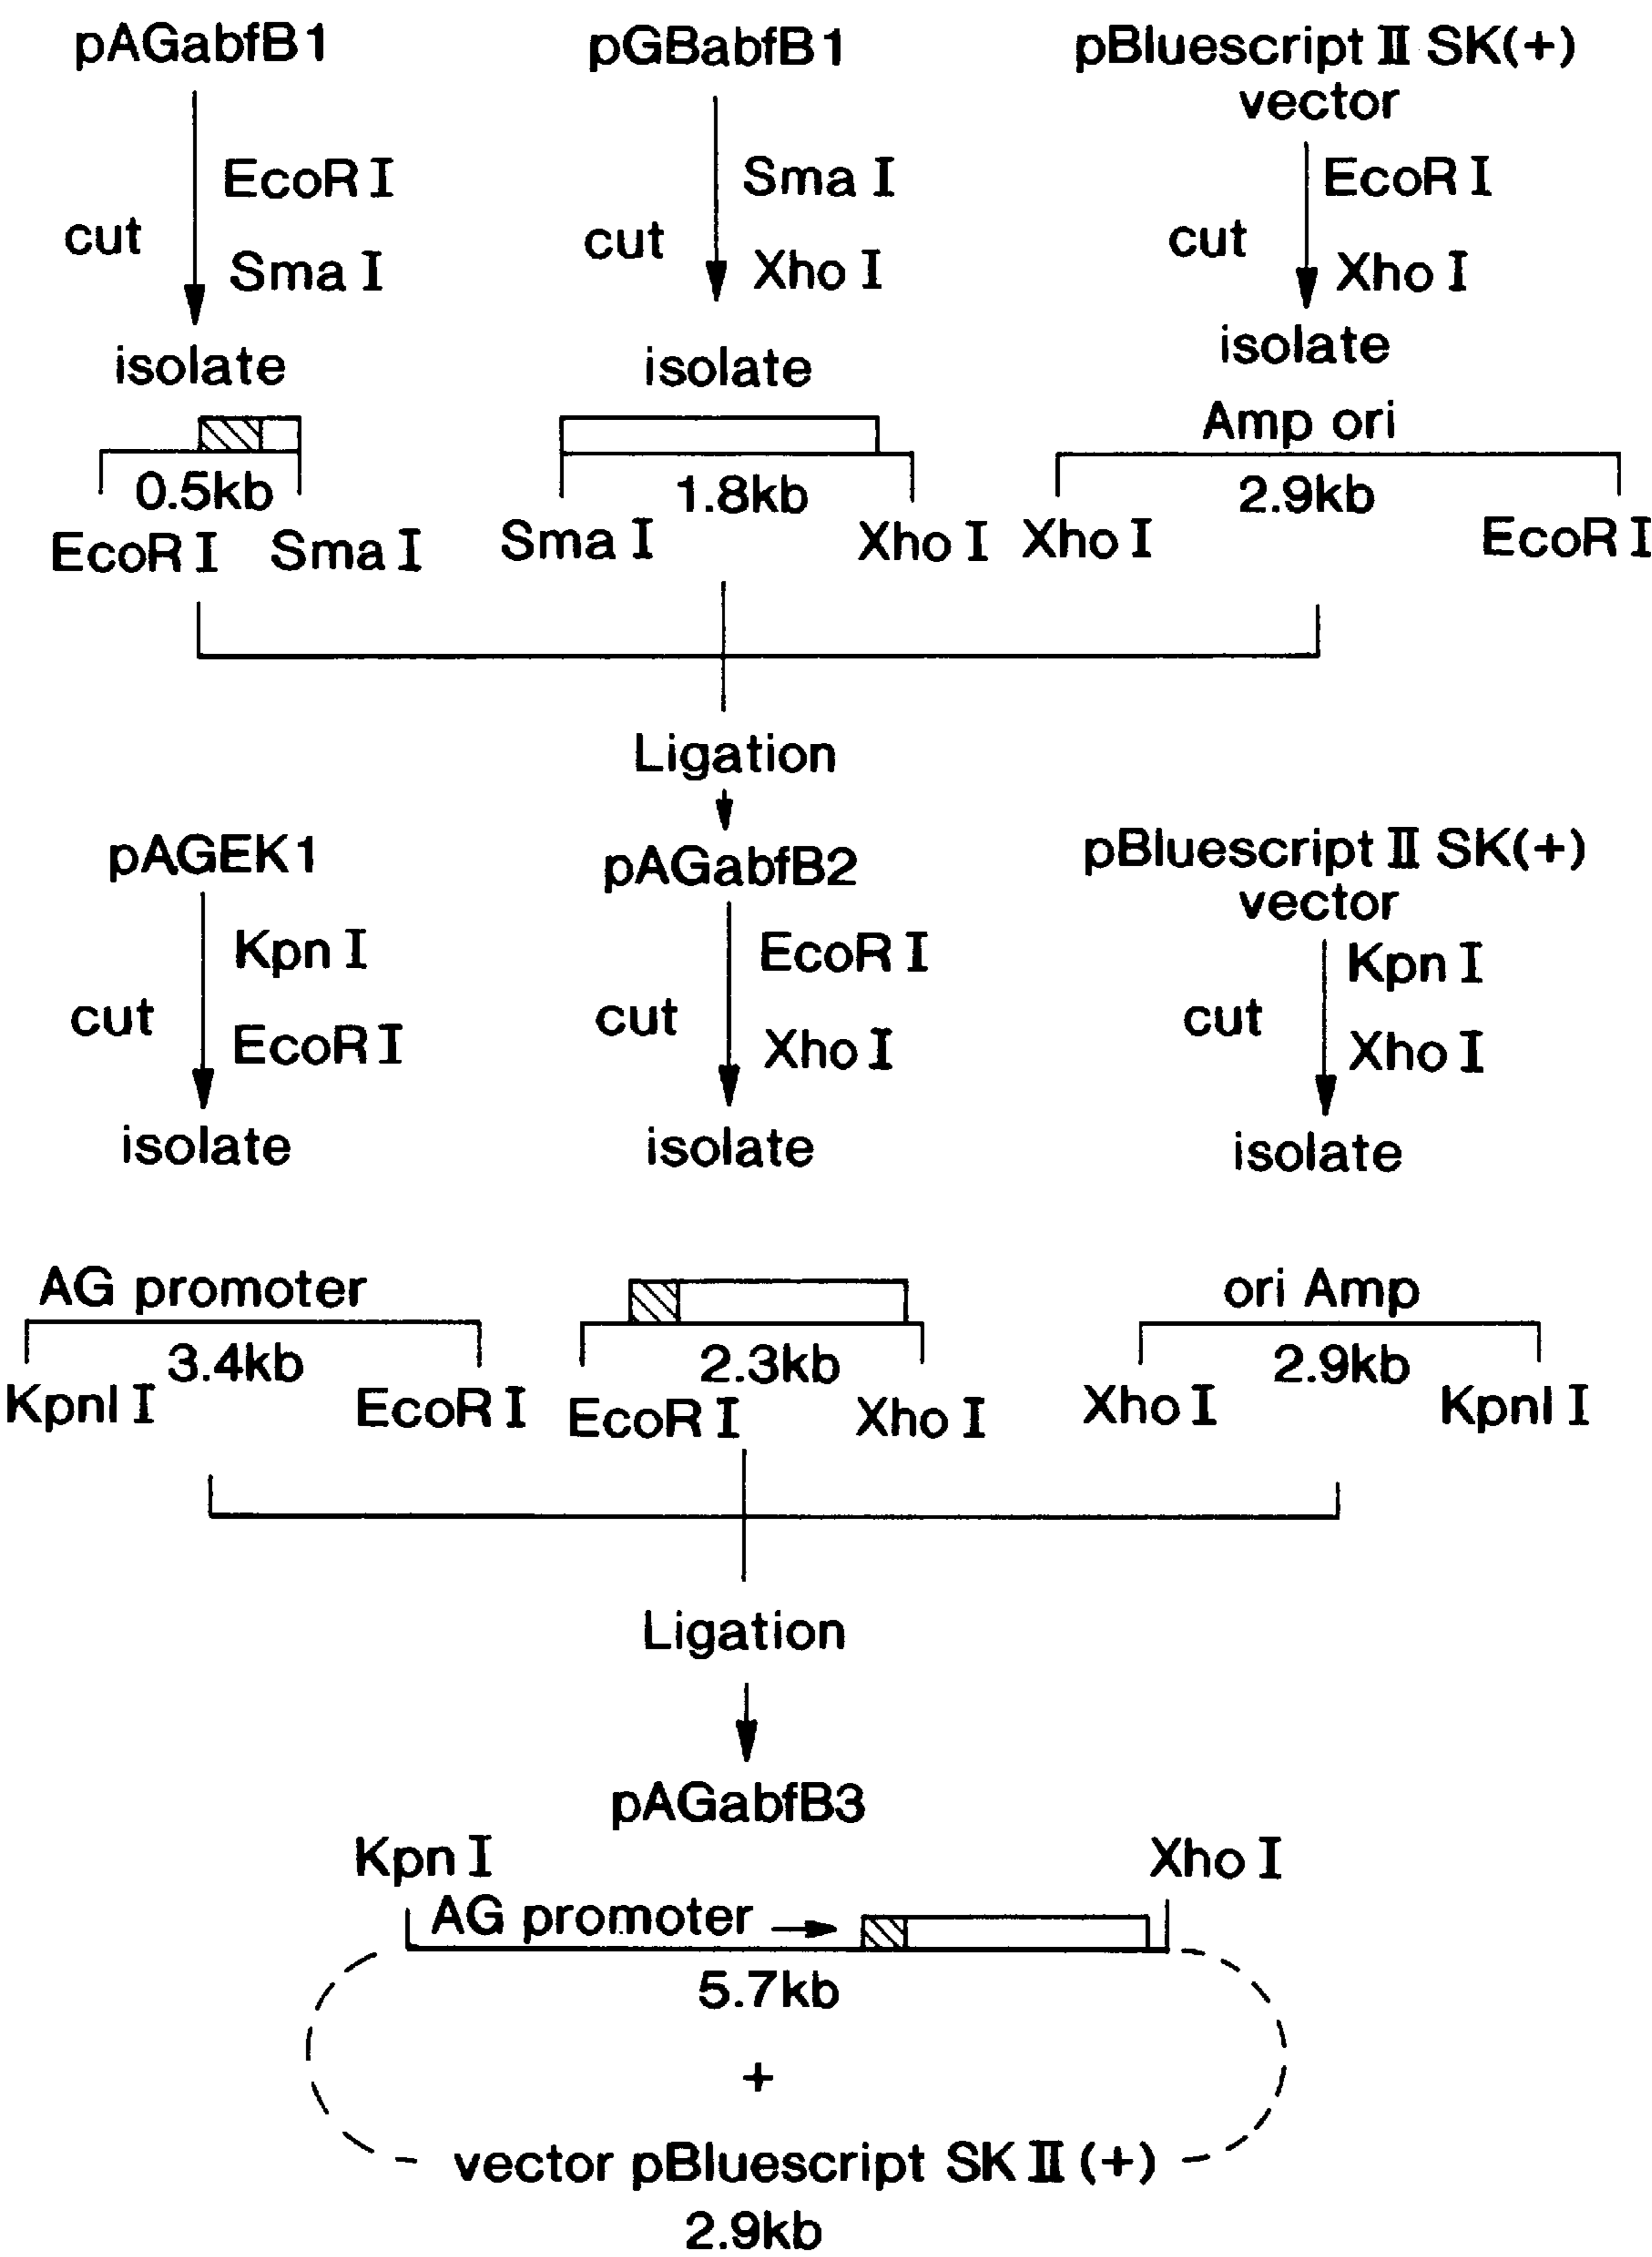 pAGabfB1
pGBabfB1
pBluescript II SK(+)
vector
cut
EcoR I
Sma I
cut
Sma I
Xho I
cut
EcoR I
Xho I
isolate
isolate
isolate
0.5kb
EcoR I
Sma I
1.8kb
Sma I
Xho I
Amp ori
2.9kb
Xho I
EcoR I
Ligation
pAGEK1
pAGabfB2
pBluescript II SK(+)
vector
cut
Kpn I
EcoR I
cut
EcoR I
Xho I
cut
Kpn I
Xho I
isolate
isolate
isolate
AG promoter
3.4kb
KpnI I
EcoR I
2.3kb
EcoR I
Xho I
ori Amp
2.9kb
Xho I
KpnI I
Ligation
pAGabfB3
Kpn I
Xho I
AG promoter
5.7kb
+
vector pBluescript SK II (+)
2.9kb